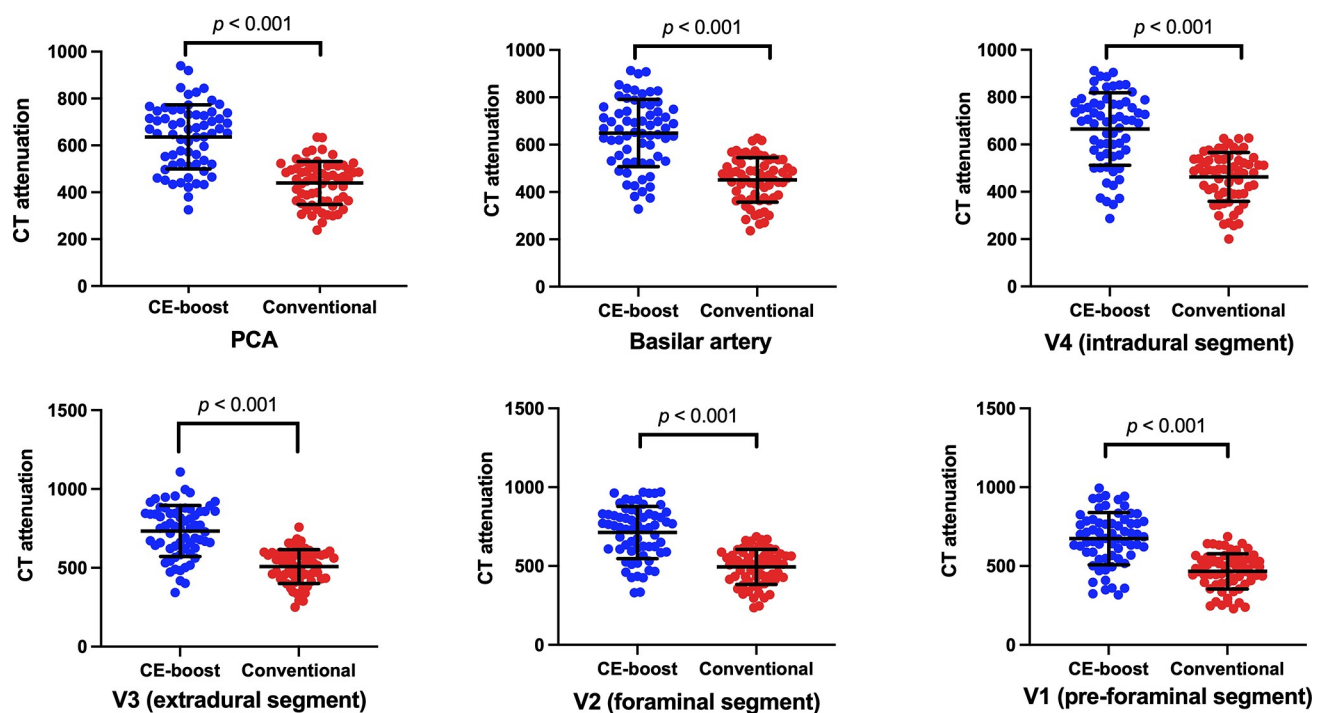 p < 0.001
1000
800
600
400
200
0
CT attenuation
CE-boost Conventional
PCA
p < 0.001
1000
800
600
400
200
0
CT attenuation
CE-boost Conventional
Basilar artery
p < 0.001
1000
800
600
400
200
0
CT attenuation
CE-boost Conventional
V4 (intradural segment)
p < 0.001
1500
1000
500
0
CT attenuation
CE-boost Conventional
V3 (extradural segment)
p < 0.001
1500
1000
500
0
CT attenuation
CE-boost Conventional
V2 (foraminal segment)
p < 0.001
1500
1000
500
0
CT attenuation
CE-boost Conventional
V1 (pre-foraminal segment)